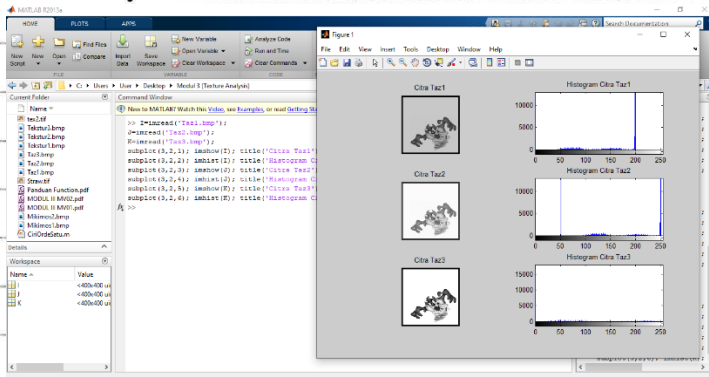 MATLAB R2013a
HOME PLOTS APPS
Search Documentation
New Script
New
Open
Find Files
Compare
Import Data
Save Workspace
New Variable
Open Variable
Clear Workspace
Analyze Code
Run and Time
Clear Commands
FILE
VARIABLE
CODE
C: Users User Desktop Modul 3 [Texture Analysis]
Current Folder
Name
tex2.tif
Tekstur3.bmp
Tekstur2.bmp
Tekstur1.bmp
Taz3.bmp
Taz2.bmp
Taz1.bmp
Straw.tif
Panduan Function.pdf
MODUL III MV02.pdf
MODUL III MV01.pdf
Mikimos2.bmp
Mikimos1.bmp
CiriOrdeSatu.m
Details
Workspace
Name Value
I <400x400 ui
J <400x400 ui
K <400x400 ui
Command Window
New to MATLAB? Watch this Video, see Examples, or read Getting Sta
>> I=imread('Taz1.bmp');
J=imread('Taz2.bmp');
K=imread('Taz3.bmp');
subplot(3,2,1); imshow(I); title('Citra Taz1')
subplot(3,2,2); imhist(I); title('Histogram Ci
subplot(3,2,3); imshow(J); title('Citra Taz2')
subplot(3,2,4); imhist(J); title('Histogram Ci
subplot(3,2,5); imshow(K); title('Citra Taz3')
subplot(3,2,6); imhist(K); title('Histogram Ci
fx >>
Figure 1
File Edit View Insert Tools Desktop Window Help
Citra Taz1
Histogram Citra Taz1
10000
5000
0
0 50 100 150 200 250
Citra Taz2
Histogram Citra Taz2
10000
5000
0
0 50 100 150 200 250
Citra Taz3
Histogram Citra Taz3
15000
10000
5000
0
0 50 100 150 200 250